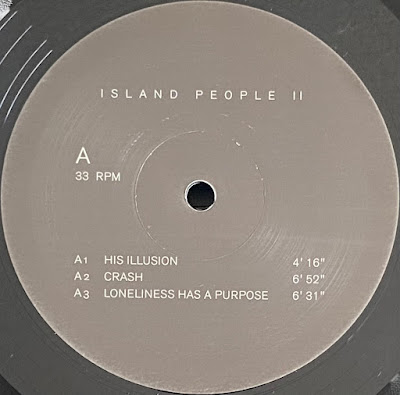 ISLAND PEOPLE II
A
33 RPM
A1 HIS ILLUSION 4' 16"
A2 CRASH 6' 52"
A3 LONELINESS HAS A PURPOSE 6' 31"